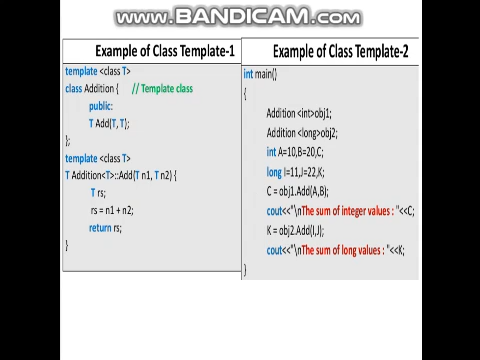 WWW.BANDICAM.COM
Example of Class Template-1
template <class T>
class Addition { // Template class
public:
T Add(T, T);
};
template <class T>
T Addition<T>::Add(T n1, T n2) {
T rs;
rs = n1 + n2;
return rs;
}
Example of Class Template-2
int main()
{
Addition <int>obj1;
Addition <long>obj2;
int A=10,B=20,C;
long I=11,J=22,K;
C = obj1.Add(A,B);
cout<<"\nThe sum of integer values : "<<C;
K = obj2.Add(I,J);
cout<<"\nThe sum of long values : "<<K;
}